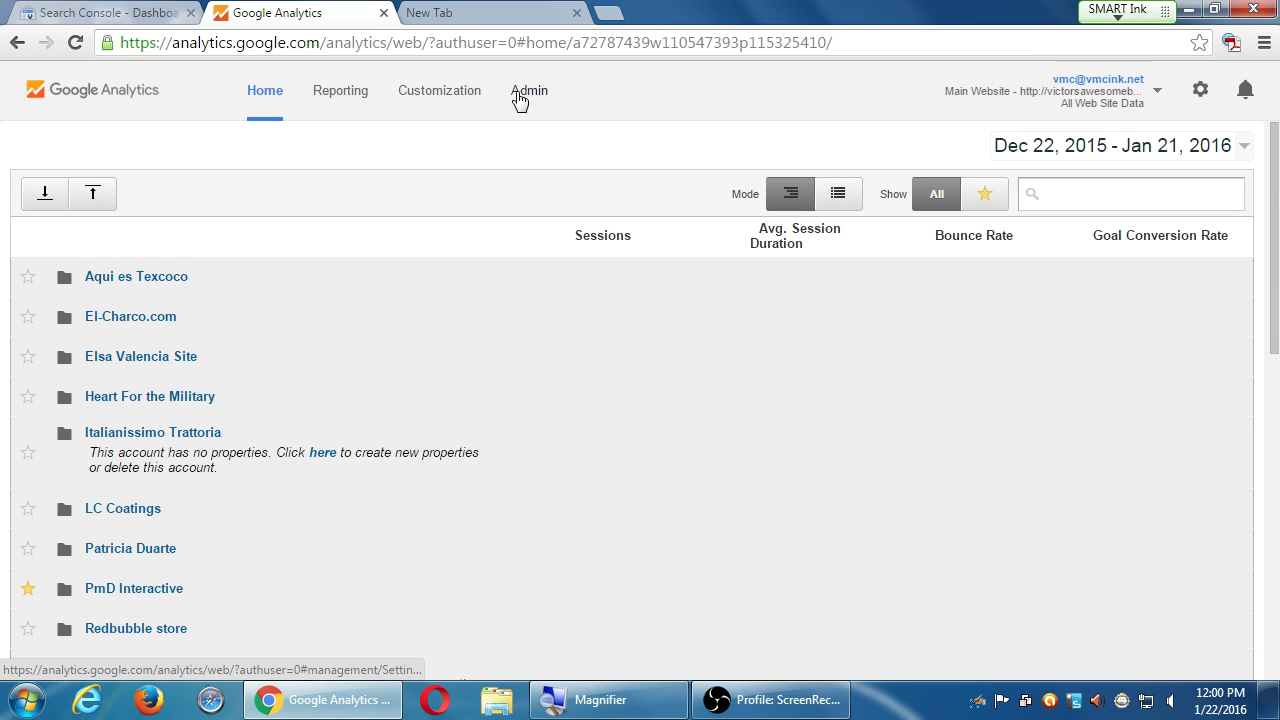 Search Console - Dashboa
Google Analytics
New Tab
SMART Ink
https://analytics.google.com/analytics/web/?authuser=0#home/a72787439w110547393p115325410/
Google Analytics
Home
Reporting
Customization
Admin
vmc@vmcink.net
Main Website - http://victorsawesomeb...
All Web Site Data
Dec 22, 2015 - Jan 21, 2016
Mode
Show
All
Sessions
Avg. Session
Duration
Bounce Rate
Goal Conversion Rate
Aqui es Texcoco
El-Charco.com
Elsa Valencia Site
Heart For the Military
Italianissimo Trattoria
This account has no properties. Click here to create new properties
or delete this account.
LC Coatings
Patricia Duarte
PmD Interactive
Redbubble store
https://analytics.google.com/analytics/web/?authuser=0#management/Settin...
Google Analytics ...
Magnifier
Profile: ScreenRec...
12:00 PM
1/22/2016